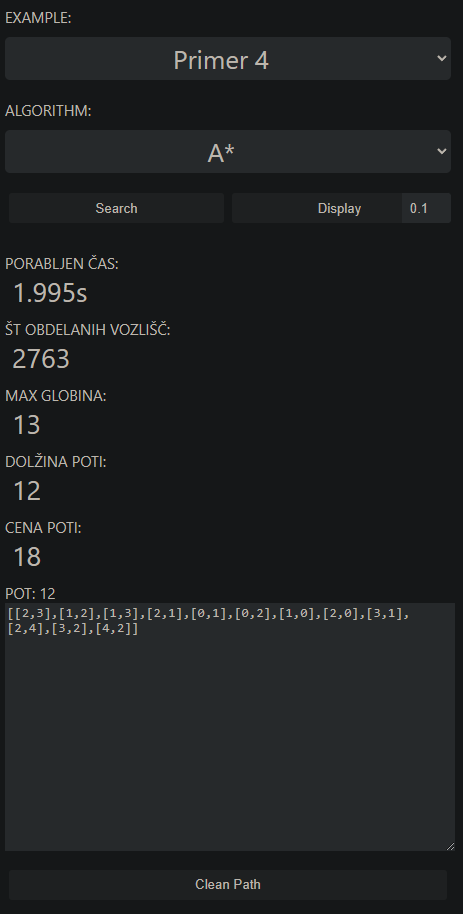 EXAMPLE:
Primer 4
ALGORITHM:
A*
Search Display 0.1
PORABLJEN ČAS:
1.995s
ŠT OBDELANIH VOZLIŠČ:
2763
MAX GLOBINA:
13
DOLŽINA POTI:
12
CENA POTI:
18
POT: 12
[[2,3],[1,2],[1,3],[2,1],[0,1],[0,2],[1,0],[2,0],[3,1],
[2,4],[3,2],[4,2]]
Clean Path